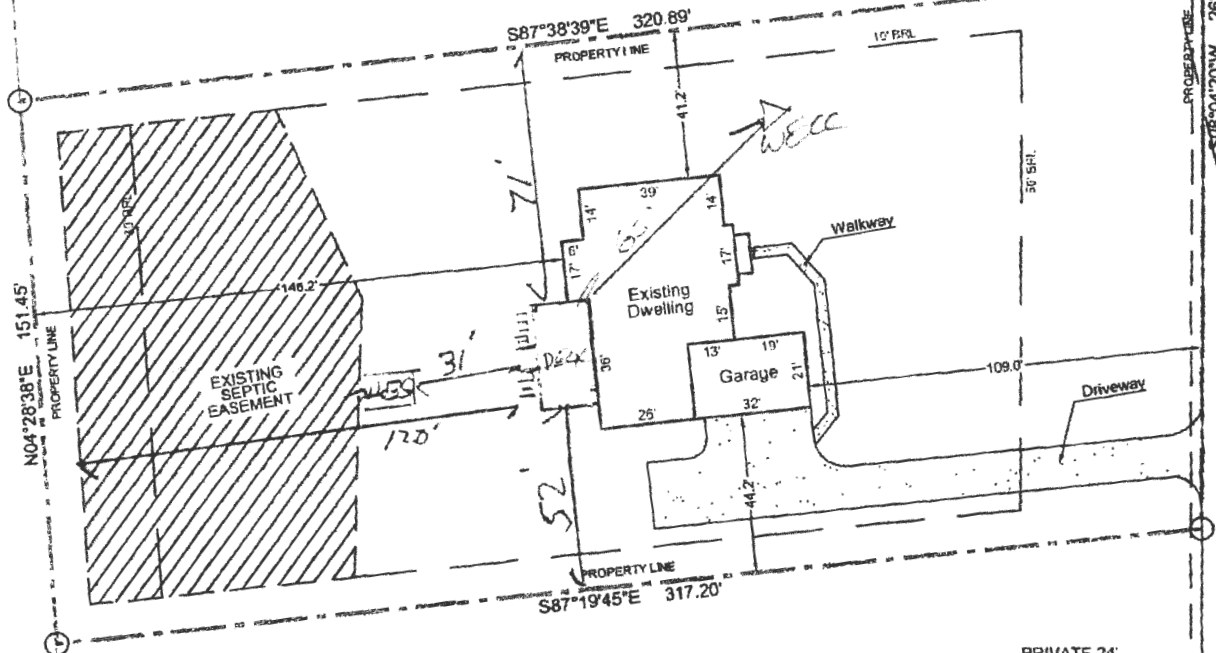 S87°38'39"E 320.89'
PROPERTY LINE
10' BRL
PROPERTY LINE
41.2'
WELL
71'
39'
14'
14'
50' BRL
Walkway
6'
17'
17'
146.2'
Existing
Dwelling
15'
N04°28'38"E 151.45'
PROPERTY LINE
31'
DECK
36'
13'
19'
Garage
21'
109.0'
EXISTING
SEPTIC
EASEMENT
Driveway
120'
26'
32'
52
44.2'
PROPERTY LINE
S87°19'45"E 317.20'
PRIVATE 24'